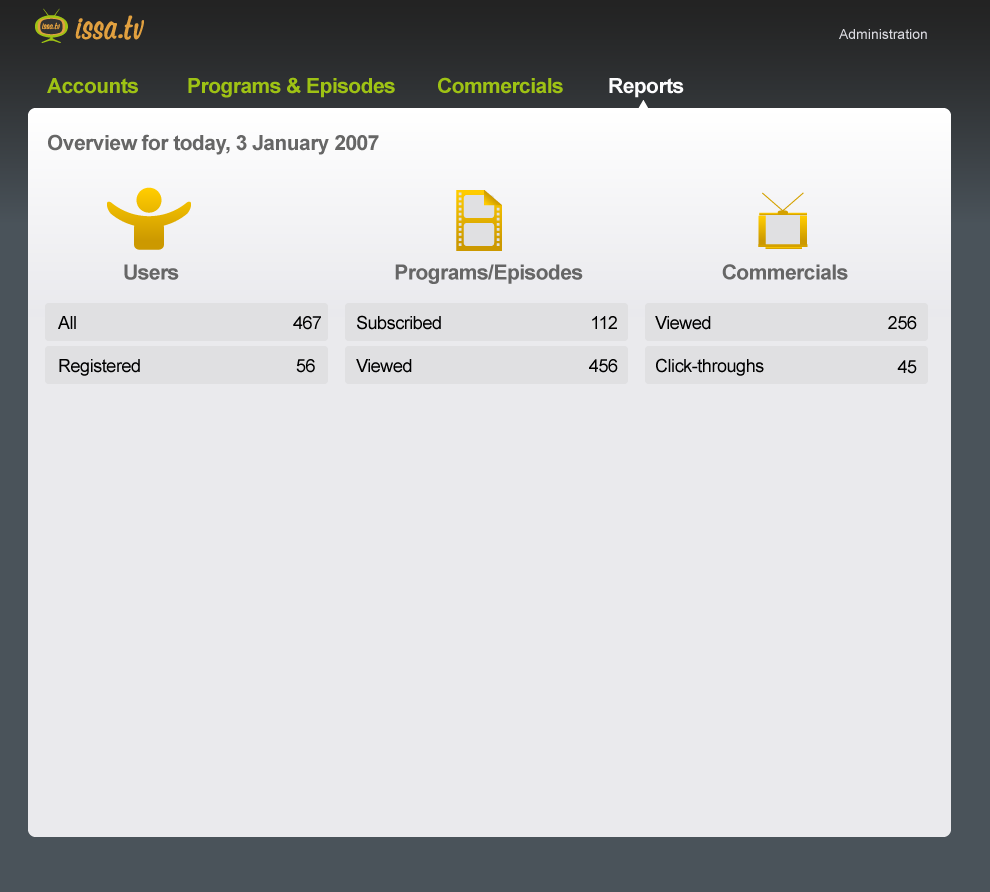 issa.tv issa.tv
Administration
Accounts Programs & Episodes Commercials Reports
Overview for today, 3 January 2007
Users Programs/Episodes Commercials
All 467 Subscribed 112 Viewed 256
Registered 56 Viewed 456 Click-throughs 45